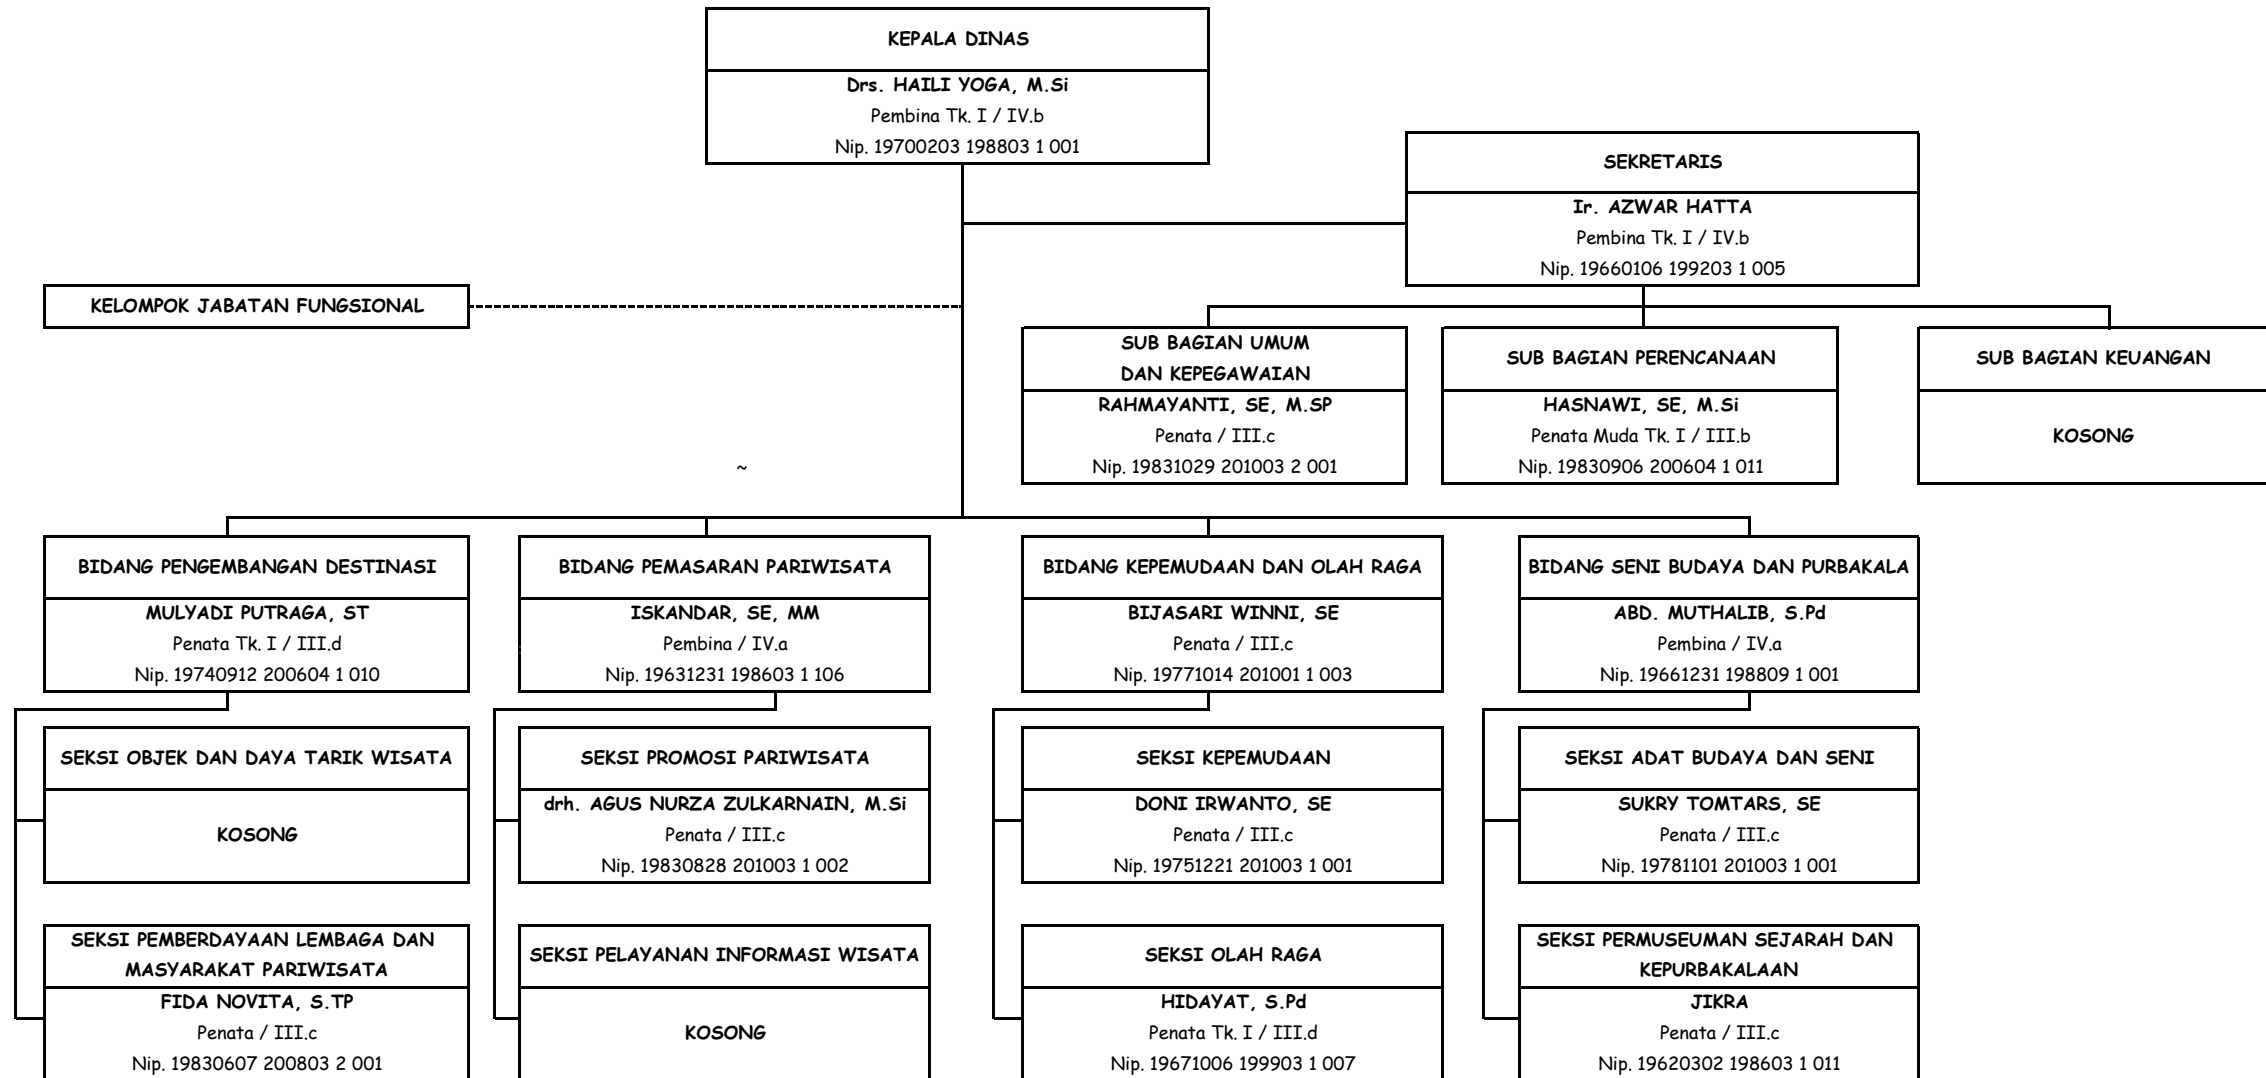 KEPALA DINAS
Drs. HAILI YOGA, M.Si
Pembina Tk. I / IV.b
Nip. 19700203 198803 1 001
SEKRETARIS
Ir. AZWAR HATTA
Pembina Tk. I / IV.b
Nip. 19660106 199203 1 005
KELOMPOK JABATAN FUNGSIONAL
SUB BAGIAN UMUM
DAN KEPEGAWAIAN
RAHMAYANTI, SE, M.SP
Penata / III.c
Nip. 19831029 201003 2 001
SUB BAGIAN PERENCANAAN
HASNAWI, SE, M.Si
Penata Muda Tk. I / III.b
Nip. 19830906 200604 1 011
SUB BAGIAN KEUANGAN
KOSONG
~
BIDANG PENGEMBANGAN DESTINASI
MULYADI PUTRAGA, ST
Penata Tk. I / III.d
Nip. 19740912 200604 1 010
SEKSI OBJEK DAN DAYA TARIK WISATA
KOSONG
SEKSI PEMBERDAYAAN LEMBAGA DAN
MASYARAKAT PARIWISATA
FIDA NOVITA, S.TP
Penata / III.c
Nip. 19830607 200803 2 001
BIDANG PEMASARAN PARIWISATA
ISKANDAR, SE, MM
Pembina / IV.a
Nip. 19631231 198603 1 106
SEKSI PROMOSI PARIWISATA
drh. AGUS NURZA ZULKARNAIN, M.Si
Penata / III.c
Nip. 19830828 201003 1 002
SEKSI PELAYANAN INFORMASI WISATA
KOSONG
BIDANG KEPEMUDAAN DAN OLAH RAGA
BIJASARI WINNI, SE
Penata / III.c
Nip. 19771014 201001 1 003
SEKSI KEPEMUDAAN
DONI IRWANTO, SE
Penata / III.c
Nip. 19751221 201003 1 001
SEKSI OLAH RAGA
HIDAYAT, S.Pd
Penata Tk. I / III.d
Nip. 19671006 199903 1 007
BIDANG SENI BUDAYA DAN PURBAKALA
ABD. MUTHALIB, S.Pd
Pembina / IV.a
Nip. 19661231 198809 1 001
SEKSI ADAT BUDAYA DAN SENI
SUKRY TOMTARS, SE
Penata / III.c
Nip. 19781101 201003 1 001
SEKSI PERMUSEUMAN SEJARAH DAN
KEPURBAKALAAN
JIKRA
Penata / III.c
Nip. 19620302 198603 1 011